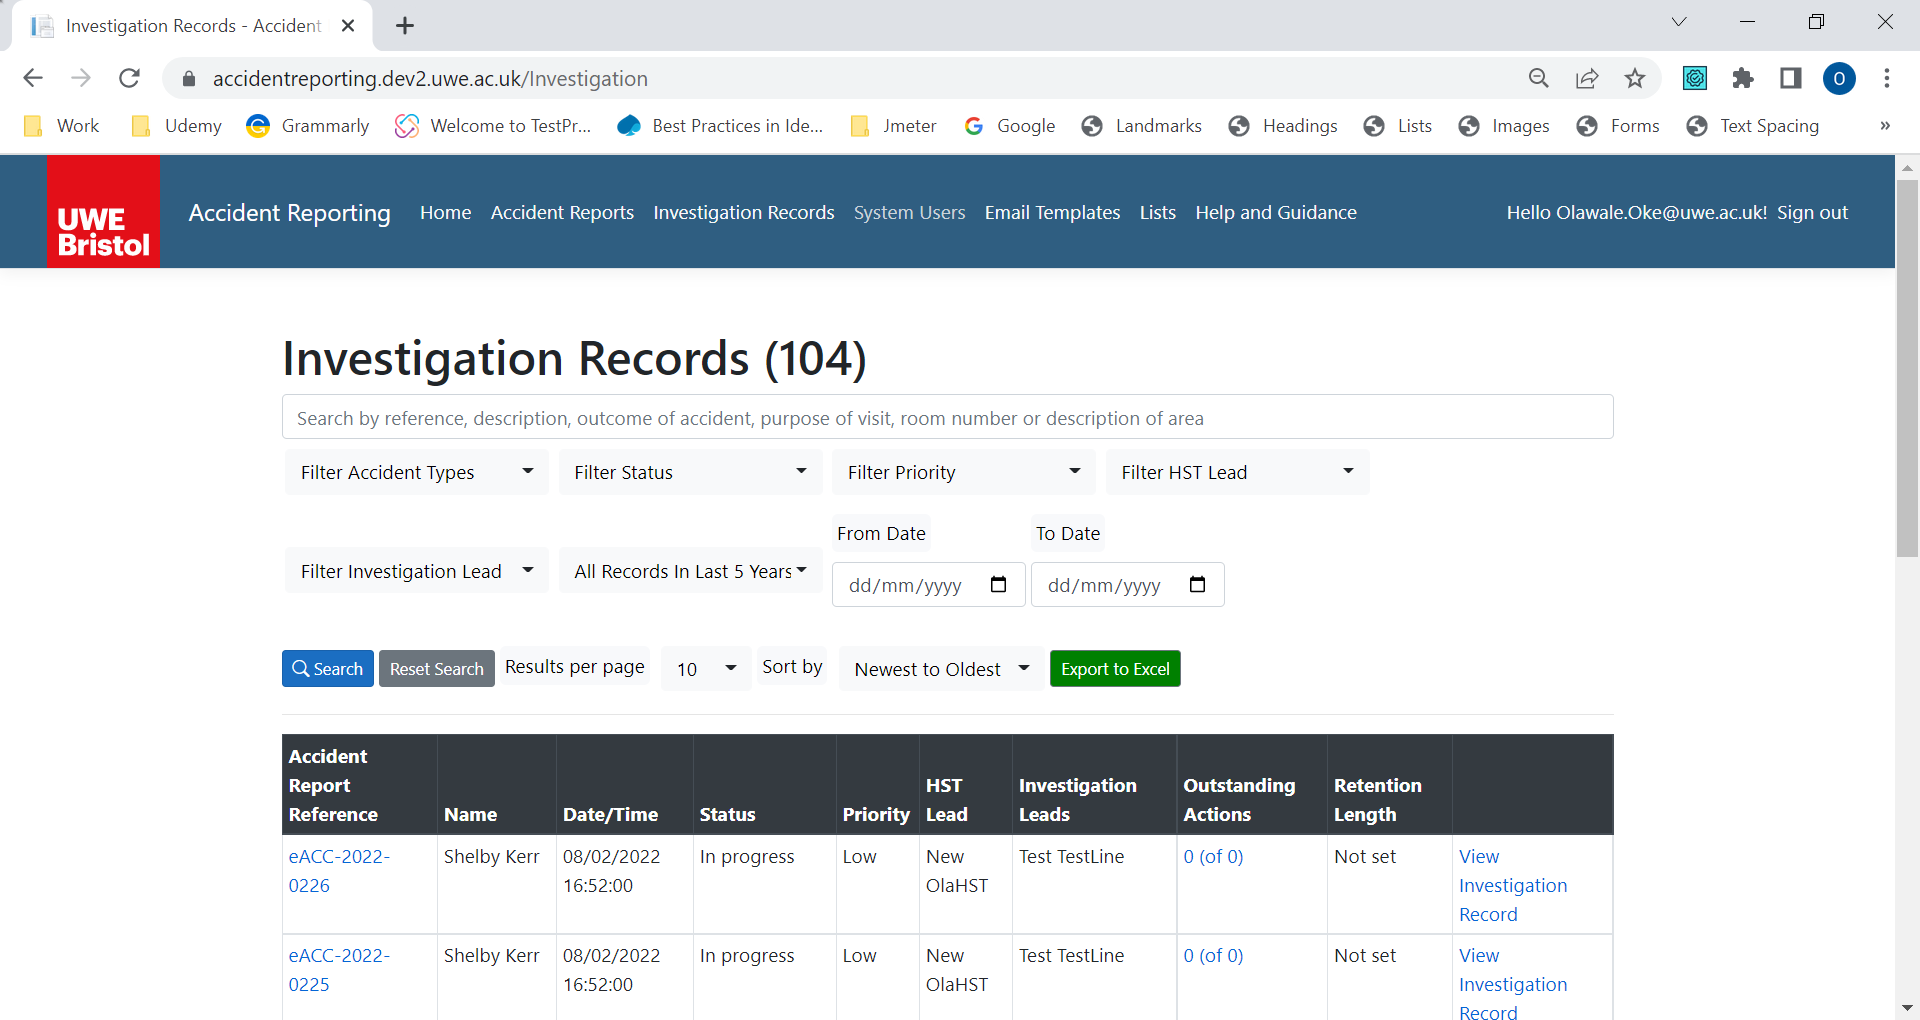 Investigation Records - Accident
accidentreporting.dev2.uwe.ac.uk/Investigation
O
Work Udemy Grammarly Welcome to TestPr... Best Practices in Ide... Jmeter Google Landmarks Headings Lists Images Forms Text Spacing »
UWE
Bristol
Accident Reporting Home Accident Reports Investigation Records System Users Email Templates Lists Help and Guidance Hello Olawale.Oke@uwe.ac.uk! Sign out
Investigation Records (104)
Search by reference, description, outcome of accident, purpose of visit, room number or description of area
Filter Accident Types Filter Status Filter Priority Filter HST Lead
From Date To Date
Filter Investigation Lead All Records In Last 5 Years
dd/mm/yyyy dd/mm/yyyy
Search Reset Search Results per page 10 Sort by Newest to Oldest Export to Excel
Accident
Report HST Investigation Outstanding Retention
Reference Name Date/Time Status Priority Lead Leads Actions Length
eACC-2022- Shelby Kerr 08/02/2022 In progress Low New Test TestLine 0 (of 0) Not set View
0226 16:52:00 OlaHST Investigation
Record
eACC-2022- Shelby Kerr 08/02/2022 In progress Low New Test TestLine 0 (of 0) Not set View
0225 16:52:00 OlaHST Investigation
Record